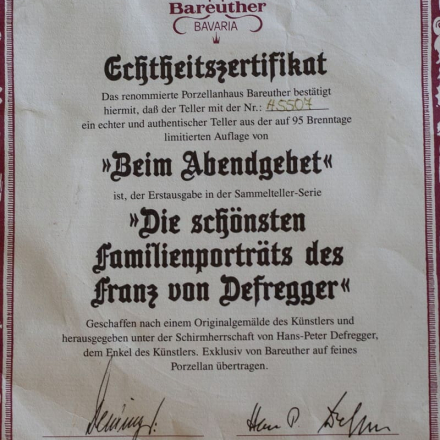 Bareuther
BAVARIA
Echtheitszertifikat
Das renommierte Porzellanhaus Bareuther bestätigt
hiermit, daß der Teller mit der Nr.:
ein echter und authentischer Teller aus der auf 95 Brenntage
limitierten Auflage von
»Beim Abendgebet«
ist, der Erstausgabe in der Sammelteller-Serie
»Die schönsten
Familienporträts des
Franz von Defregger«
Geschaffen nach einem Originalgemälde des Künstlers und
herausgegeben unter der Schirmherrschaft von Hans-Peter Defregger,
dem Enkel des Künstlers. Exklusiv von Bareuther auf feines
Porzellan übertragen.
Hans P. Defregger